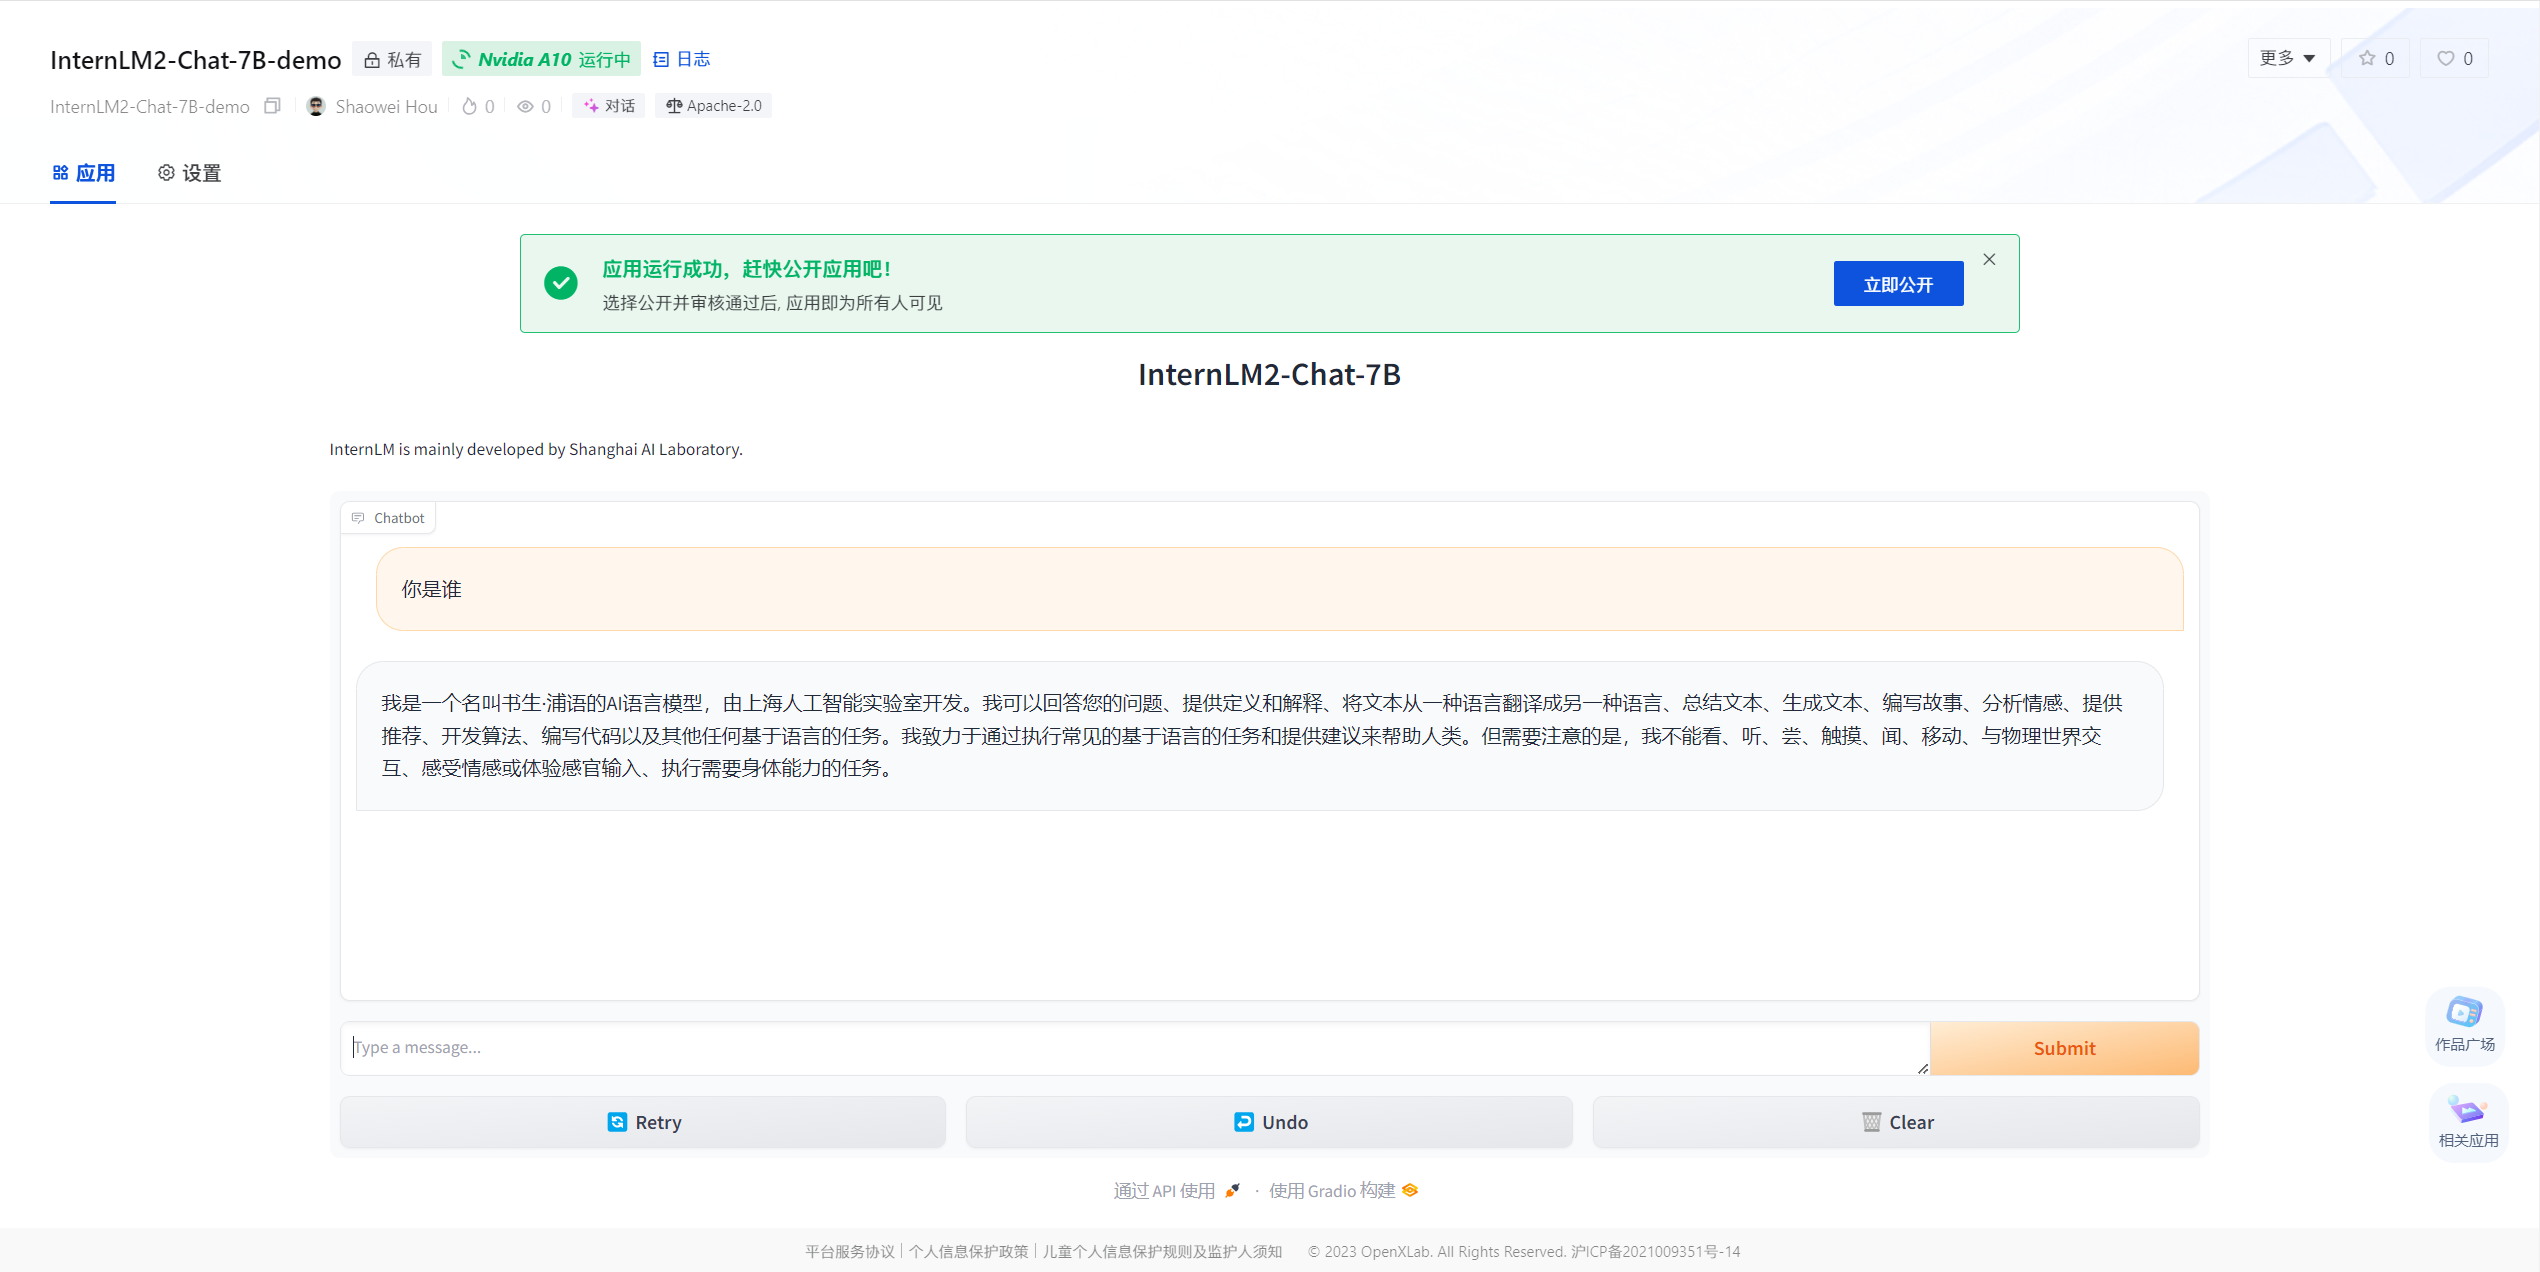 InternLM2-Chat-7B-demo 私有 Nvidia A10 运行中 日志 更多 0 0
InternLM2-Chat-7B-demo Shaowei Hou 0 0 对话 Apache-2.0
应用 设置
应用运行成功，赶快公开应用吧！
选择公开并审核通过后, 应用即为所有人可见
立即公开
InternLM2-Chat-7B
InternLM is mainly developed by Shanghai AI Laboratory.
Chatbot
你是谁
我是一个名叫书生·浦语的AI语言模型，由上海人工智能实验室开发。我可以回答您的问题、提供定义和解释、将文本从一种语言翻译成另一种语言、总结文本、生成文本、编写故事、分析情感、提供
推荐、开发算法、编写代码以及其他任何基于语言的任务。我致力于通过执行常见的基于语言的任务和提供建议来帮助人类。但需要注意的是，我不能看、听、尝、触摸、闻、移动、与物理世界交
互、感受情感或体验感官输入、执行需要身体能力的任务。
Type a message... Submit
Retry Undo Clear
作品广场
相关应用
通过 API 使用 · 使用 Gradio 构建
平台服务协议 | 个人信息保护政策 | 儿童个人信息保护规则及监护人须知 © 2023 OpenXLab. All Rights Reserved. 沪ICP备2021009351号-14